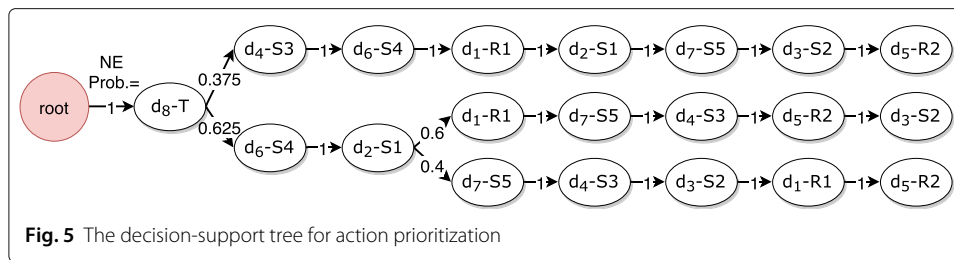 NE
Prob.=
root
1
d₈-T
0.375
0.625
d₄-S3 1 d₆-S4 1 d₁-R1 1 d₂-S1 1 d₇-S5 1 d₃-S2 1 d₅-R2
d₆-S4 1 d₂-S1
0.6
0.4
d₁-R1 1 d₇-S5 1 d₄-S3 1 d₅-R2 1 d₃-S2
d₇-S5 1 d₄-S3 1 d₃-S2 1 d₁-R1 1 d₅-R2
Fig. 5 The decision-support tree for action prioritization